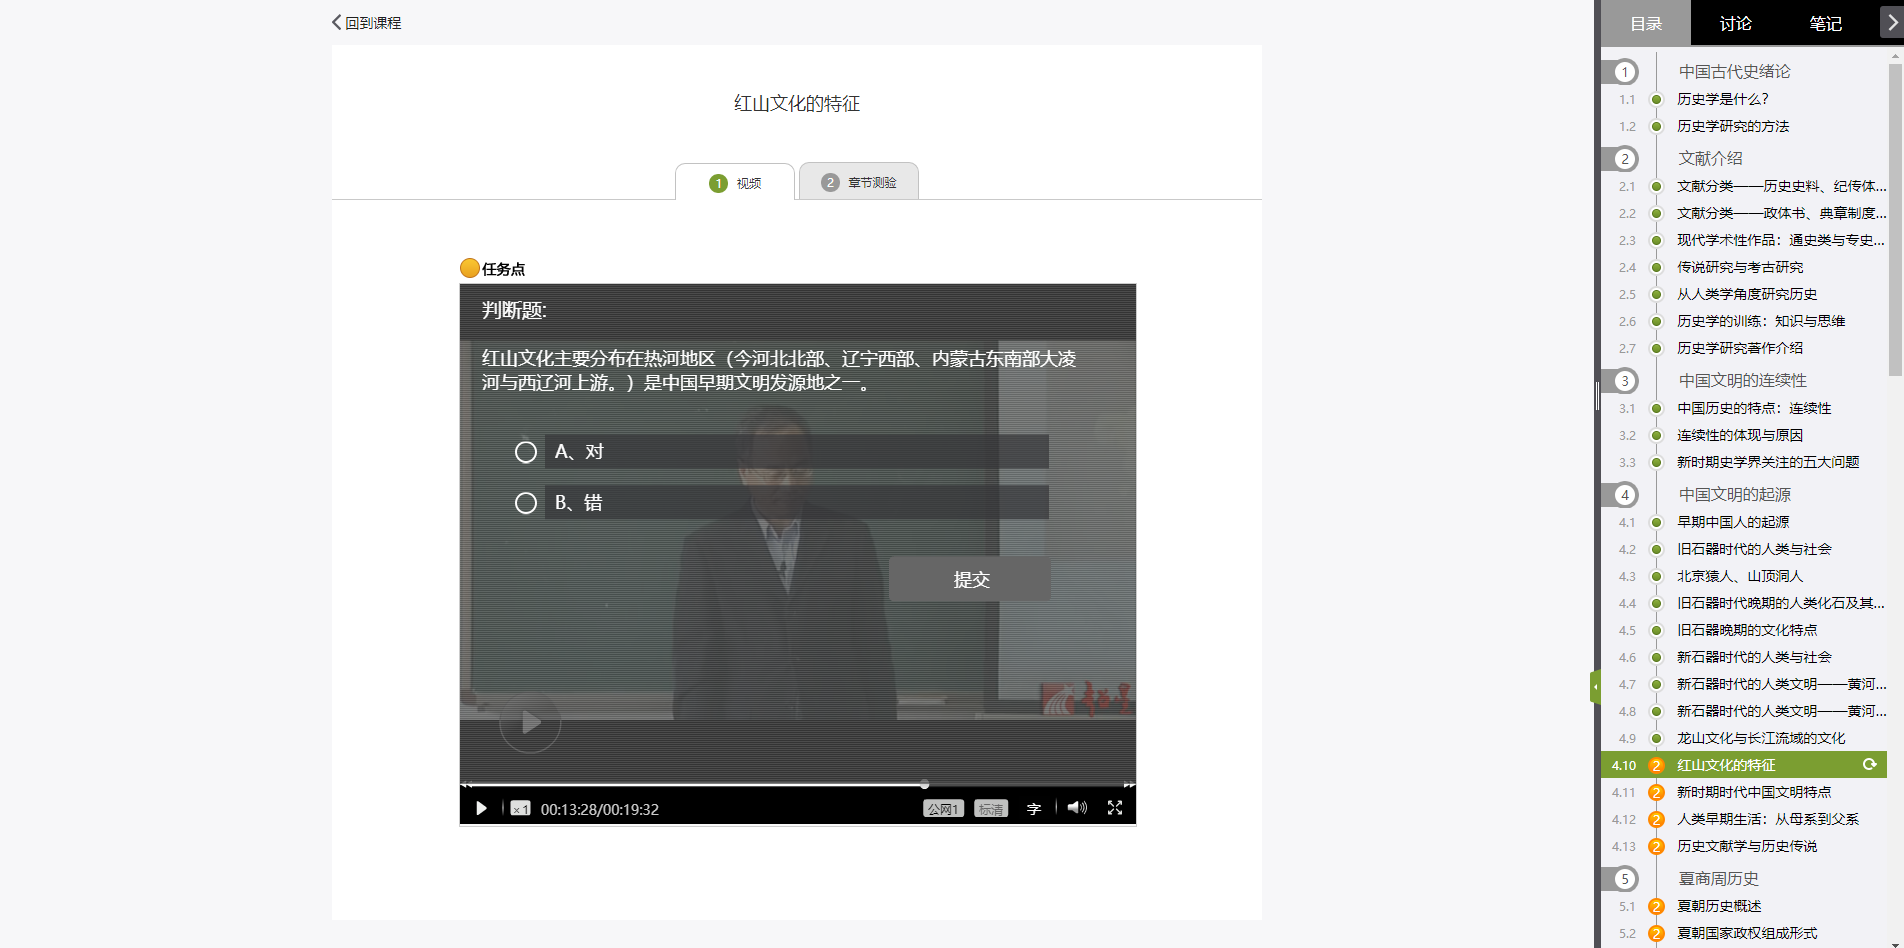 回到课程
红山文化的特征
1 视频
2 章节测验
任务点
判断题:
红山文化主要分布在热河地区（今河北北部、辽宁西部、内蒙古东南部大凌
河与西辽河上游。）是中国早期文明发源地之一。
A、对
B、错
提交
x1 00:13:28/00:19:32 公网1 标清 字
目录 讨论 笔记
1 中国古代史绪论
1.1 历史学是什么?
1.2 历史学研究的方法
2 文献介绍
2.1 文献分类——历史史料、纪传体...
2.2 文献分类——政体书、典章制度...
2.3 现代学术性作品：通史类与专史...
2.4 传说研究与考古研究
2.5 从人类学角度研究历史
2.6 历史学的训练：知识与思维
2.7 历史学研究著作介绍
3 中国文明的连续性
3.1 中国历史的特点：连续性
3.2 连续性的体现与原因
3.3 新时期史学界关注的五大问题
4 中国文明的起源
4.1 早期中国人的起源
4.2 旧石器时代的人类与社会
4.3 北京猿人、山顶洞人
4.4 旧石器时代晚期的人类化石及其...
4.5 旧石器晚期的文化特点
4.6 新石器时代的人类与社会
4.7 新石器时代的人类文明——黄河...
4.8 新石器时代的人类文明——黄河...
4.9 龙山文化与长江流域的文化
4.10 2 红山文化的特征
4.11 2 新时期时代中国文明特点
4.12 2 人类早期生活：从母系到父系
4.13 2 历史文献学与历史传说
5 夏商周历史
5.1 2 夏朝历史概述
5.2 2 夏朝国家政权组成形式